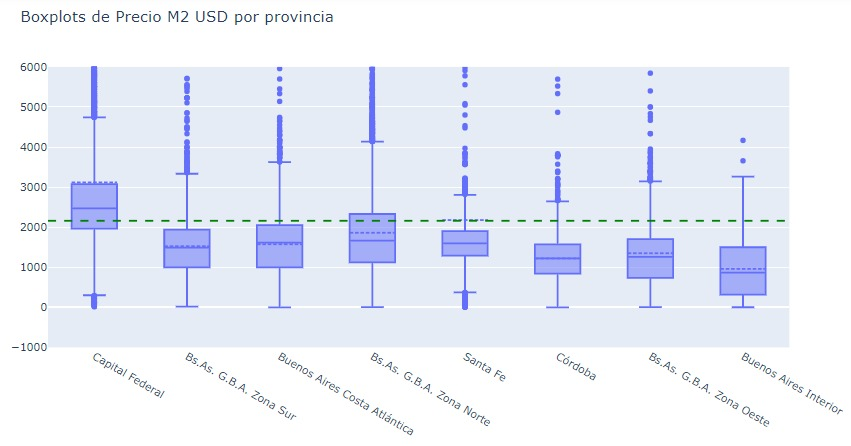 Boxplots de Precio M2 USD por provincia
6000
5000
4000
3000
2000
1000
0
−1000
Capital Federal
Bs.As. G.B.A. Zona Sur
Buenos Aires Costa Atlántica
Bs.As. G.B.A. Zona Norte
Santa Fe
Córdoba
Bs.As. G.B.A. Zona Oeste
Buenos Aires Interior